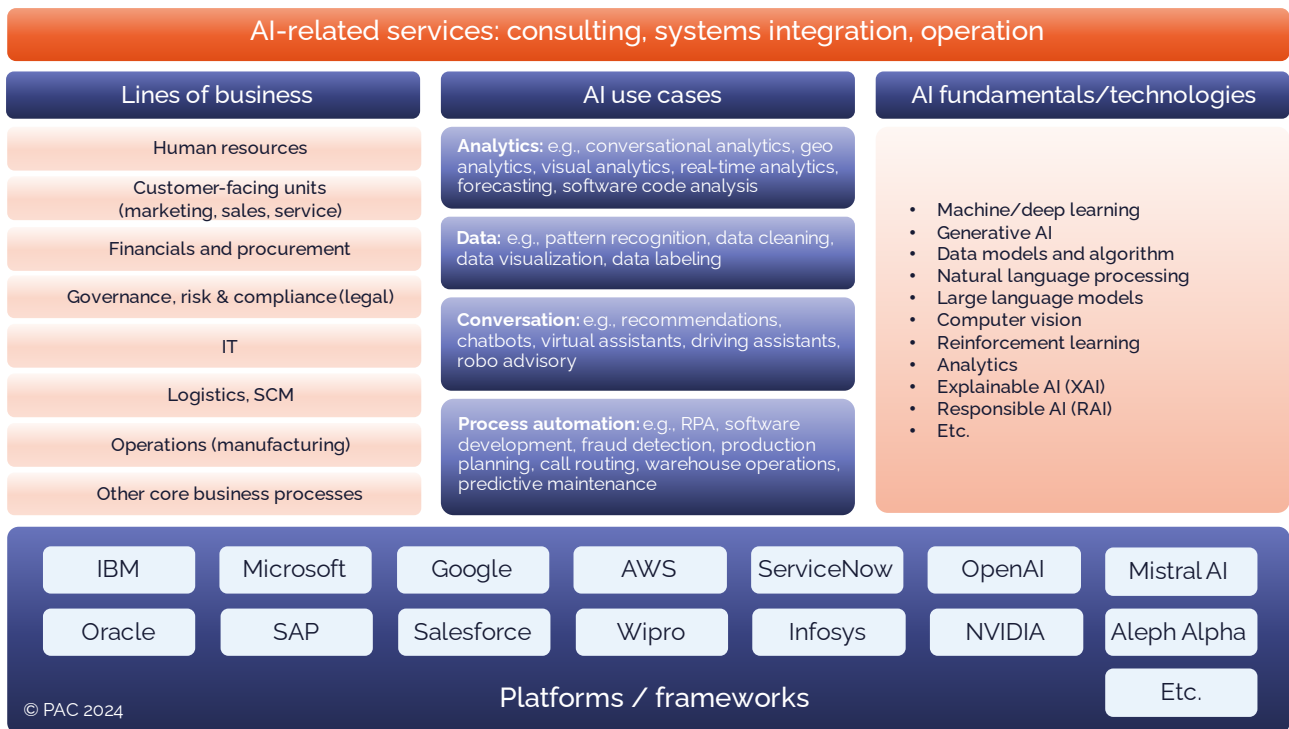 AI-related services: consulting, systems integration, operation
Lines of business
Human resources
Customer-facing units
(marketing, sales, service)
Financials and procurement
Governance, risk & compliance (legal)
IT
Logistics, SCM
Operations (manufacturing)
Other core business processes
AI use cases
Analytics: e.g., conversational analytics, geo
analytics, visual analytics, real-time analytics,
forecasting, software code analysis
Data: e.g., pattern recognition, data cleaning,
data visualization, data labeling
Conversation: e.g., recommendations,
chatbots, virtual assistants, driving assistants,
robo advisory
Process automation: e.g., RPA, software
development, fraud detection, production
planning, call routing, warehouse operations,
predictive maintenance
AI fundamentals/technologies
• Machine/deep learning
• Generative AI
• Data models and algorithm
• Natural language processing
• Large language models
• Computer vision
• Reinforcement learning
• Analytics
• Explainable AI (XAI)
• Responsible AI (RAI)
• Etc.
IBM
Microsoft
Google
AWS
ServiceNow
OpenAI
Mistral AI
Oracle
SAP
Salesforce
Wipro
Infosys
NVIDIA
Aleph Alpha
Etc.
Platforms / frameworks
© PAC 2024